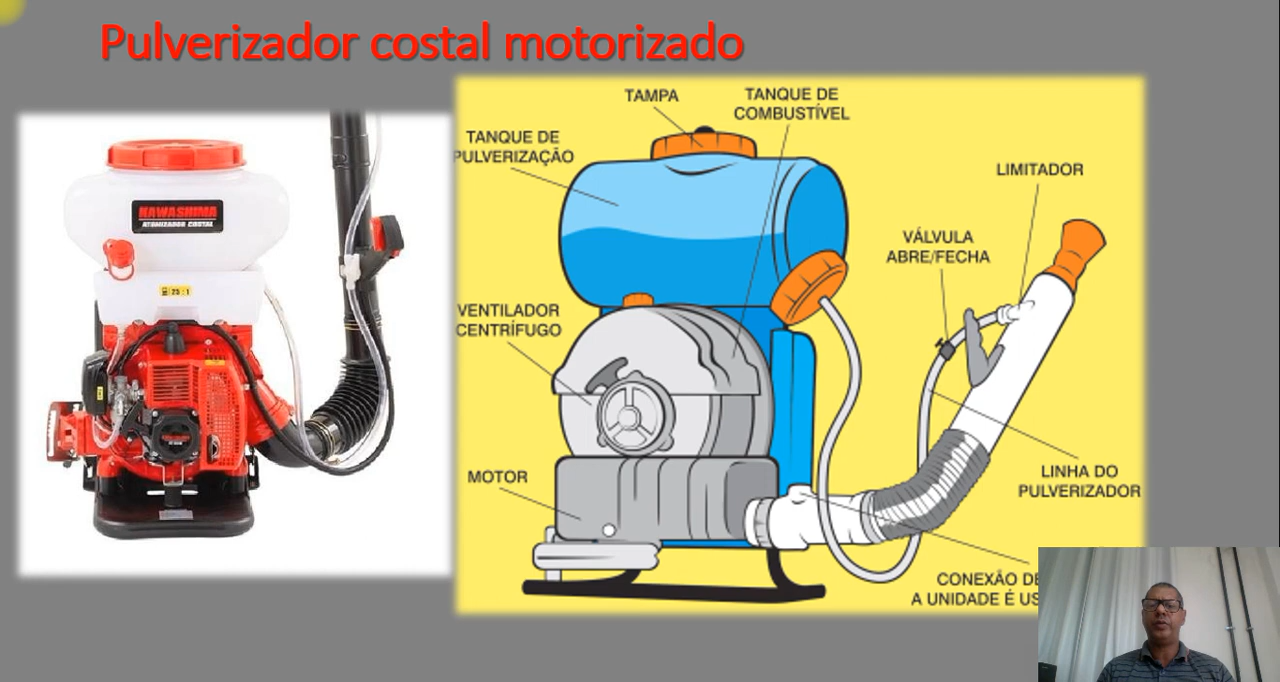 Pulverizador costal motorizado
KAWASHIMA
ATOMIZADOR COSTAL
25:1
TAMPA
TANQUE DE
COMBUSTÍVEL
TANQUE DE
PULVERIZAÇÃO
LIMITADOR
VÁLVULA
ABRE/FECHA
VENTILADOR
CENTRÍFUGO
MOTOR
LINHA DO
PULVERIZADOR
CONEXÃO DE
A UNIDADE É US